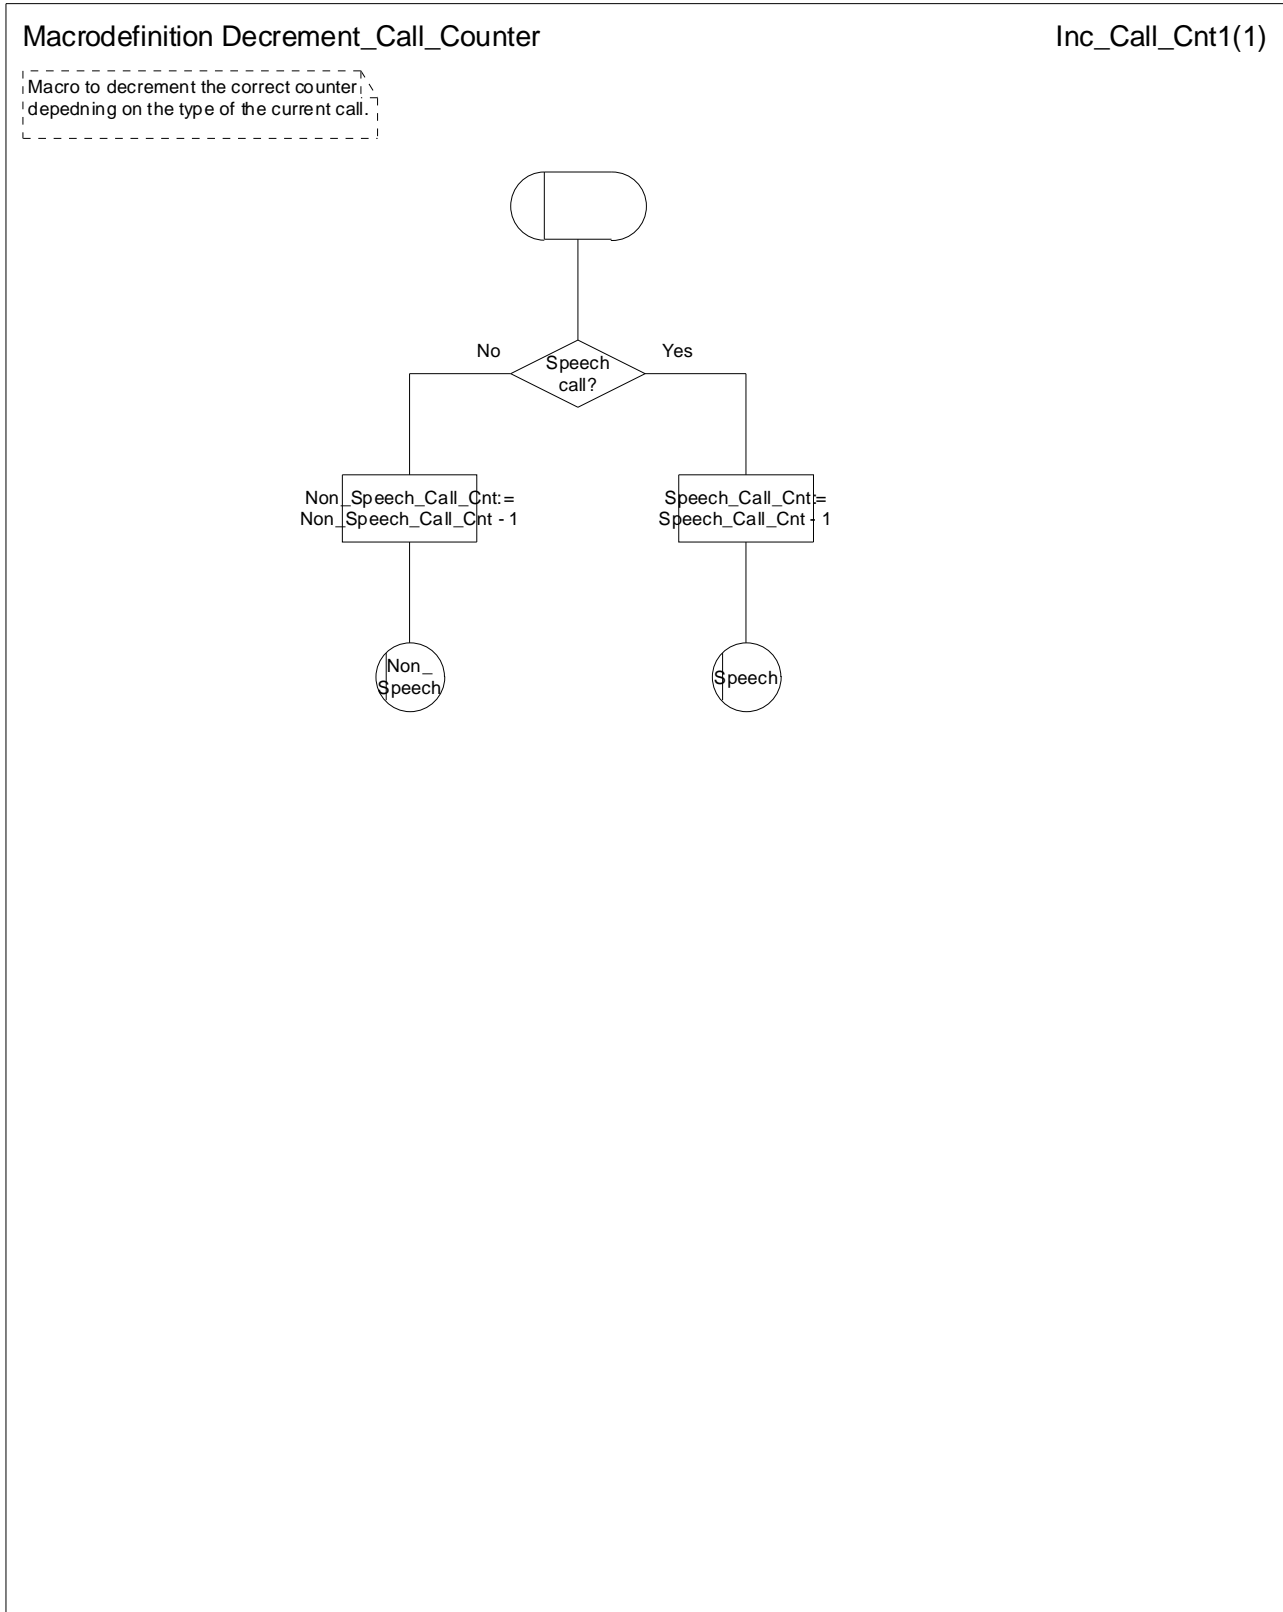 Macrodefinition Decrement_Call_Counter
Inc_Call_Cnt1(1)
Macro to decrement the correct counter
depedning on the type of the current call.
Speech
call?
No
Yes
Non_Speech_Call_Cnt:=
Non_Speech_Call_Cnt - 1
Speech_Call_Cnt:=
Speech_Call_Cnt - 1
Non_
Speech
Speech